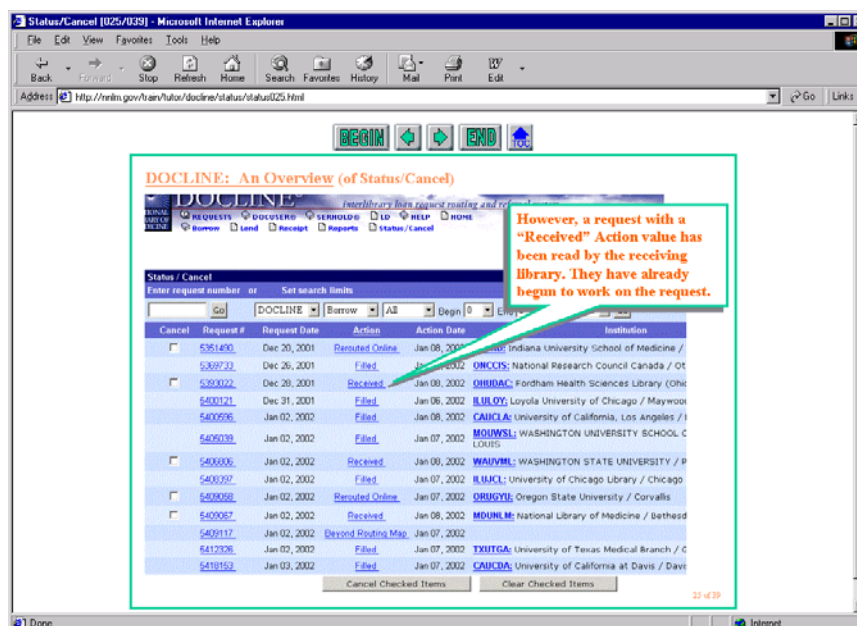 Status/Cancel [025/039] - Microsoft Internet Explorer
File Edit View Favorites Tools Help
Back Forward Stop Refresh Home Search Favorites History Mail Print Edit
Address http://nnlm.gov/train/tutor/docline/status/status025.html Go Links
BEGIN END TOC
DOCLINE: An Overview (of Status/Cancel)
DOCLINE interlibrary loan request routing and referral system
REQUESTS DOCUSER® SERHOLD® LD HELP HOME
Borrow Lend Receipt Reports Status/Cancel
However, a request with a
“Received” Action value has
been read by the receiving
library. They have already
begun to work on the request.
Status / Cancel
Enter request number or Set search limits
Go DOCLINE Borrow All Begin 0
Cancel Request # Request Date Action Action Date Institution
5351490 Dec 20, 2001 Rerouted Online Jan 08, 2002 Indiana University School of Medicine /
5369733 Dec 26, 2001 Filled 2002 ONCCIS: National Research Council Canada / Ot
5393022 Dec 28, 2001 Received Jan 08, 2002 OHUDAC: Fordham Health Sciences Library (Ohio
5400121 Dec 31, 2001 Filled Jan 06, 2002 ILULOY: Loyola University of Chicago / Maywood
5400596 Jan 02, 2002 Filled Jan 08, 2002 CAUCLA: University of California, Los Angeles /
5405039 Jan 02, 2002 Filled Jan 07, 2002 MOUWSL: WASHINGTON UNIVERSITY SCHOOL
LOUIS
5406806 Jan 02, 2002 Received Jan 08, 2002 WAUVML: WASHINGTON STATE UNIVERSITY / P
5408397 Jan 02, 2002 Filled Jan 07, 2002 ILUJCL: University of Chicago Library / Chicago
5409058 Jan 02, 2002 Rerouted Online Jan 07, 2002 ORUGYU: Oregon State University / Corvallis
5409067 Jan 02, 2002 Received Jan 08, 2002 MDUNLM: National Library of Medicine / Bethesd
5409117 Jan 02, 2002 Beyond Routing Map Jan 07, 2002
5412326 Jan 02, 2002 Filled Jan 07, 2002 TXUTGA: University of Texas Medical Branch / G
5418153 Jan 03, 2002 Filled Jan 07, 2002 CAUCDA: University of California at Davis / Davis
Cancel Checked Items Clear Checked Items
25 of 39
Done Internet